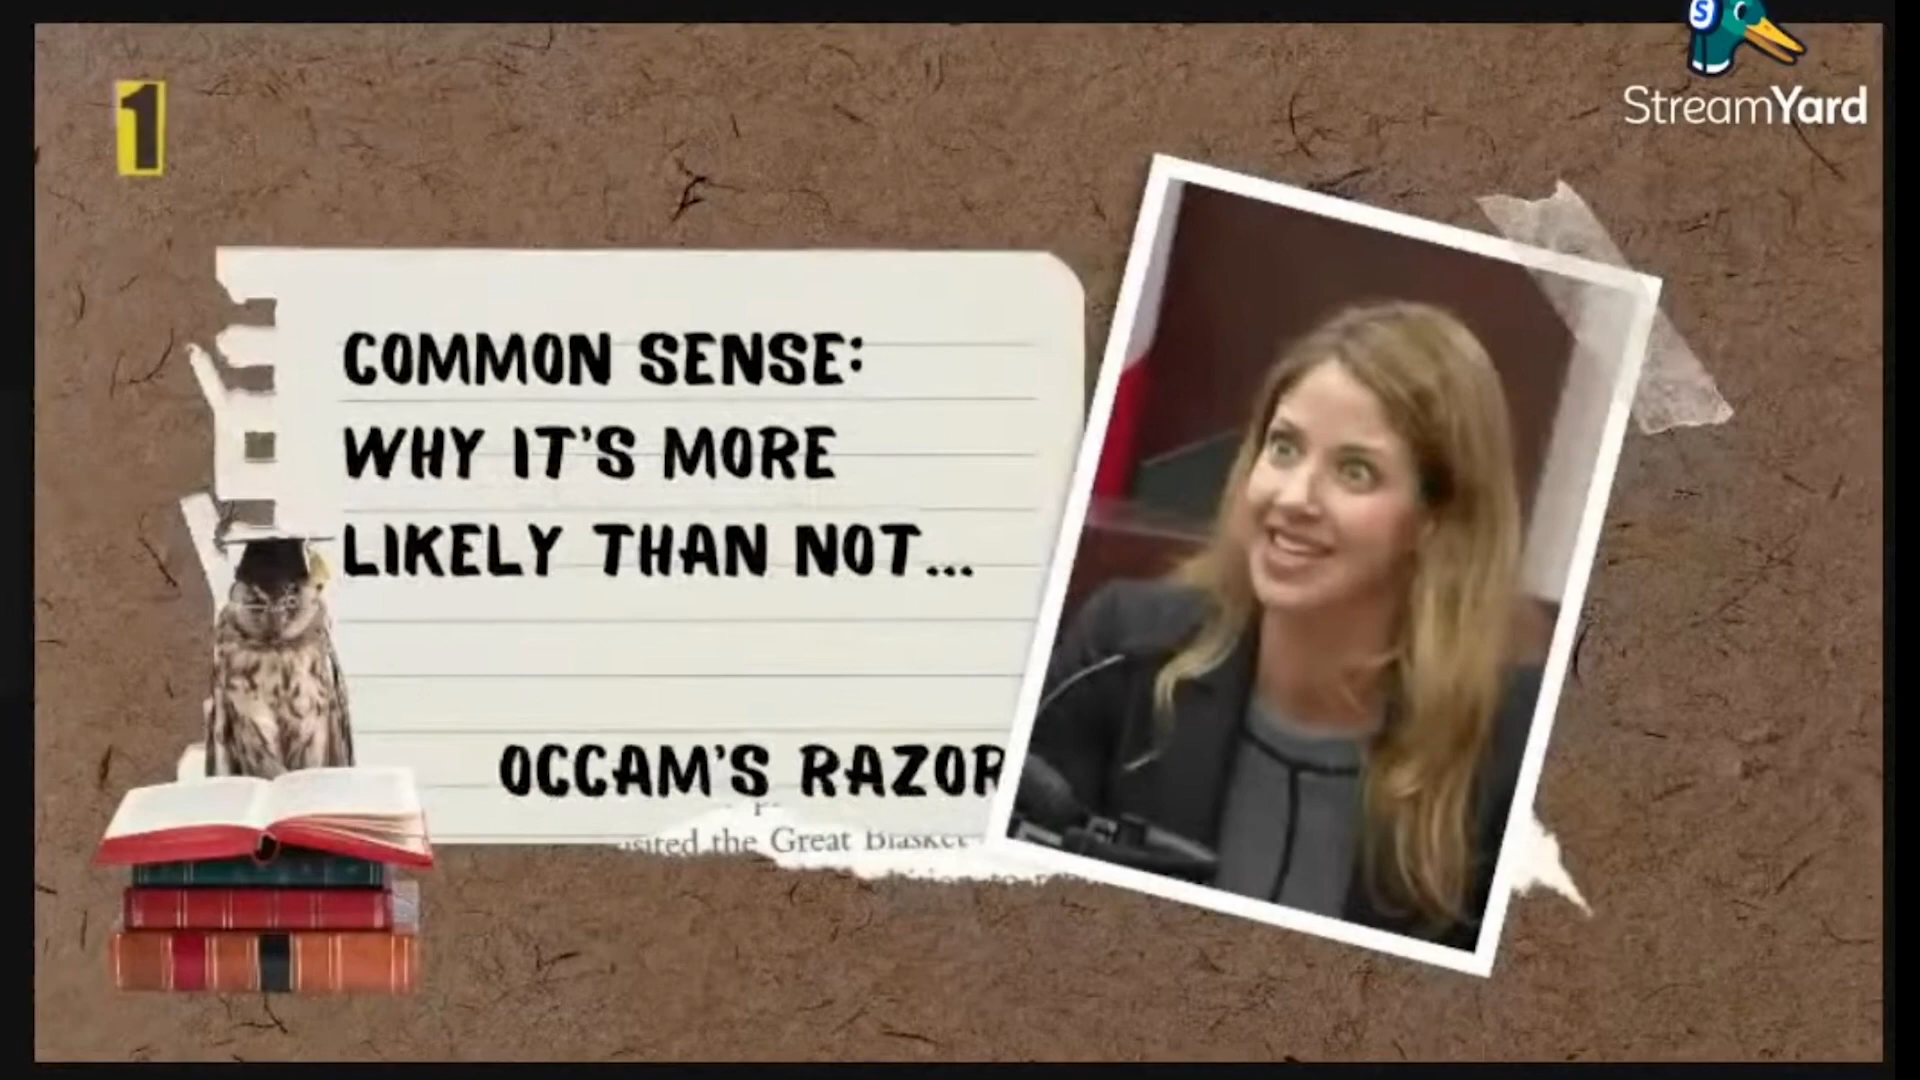 1
StreamYard
COMMON SENSE:
WHY IT'S MORE
LIKELY THAN NOT...
OCCAM'S RAZOR
the Great